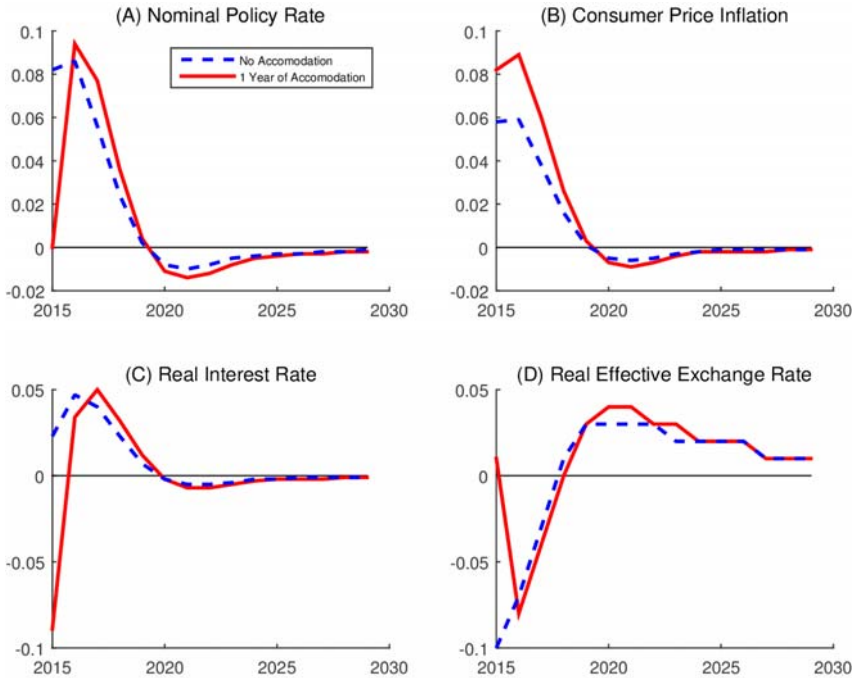 (A) Nominal Policy Rate
0.1
0.08
0.06
0.04
0.02
0
-0.02
2015 2020 2025 2030
No Accomodation
1 Year of Accomodation
(B) Consumer Price Inflation
0.1
0.08
0.06
0.04
0.02
0
-0.02
2015 2020 2025 2030
(C) Real Interest Rate
0.05
0
-0.05
-0.1
2015 2020 2025 2030
(D) Real Effective Exchange Rate
0.1
0.05
0
-0.05
-0.1
2015 2020 2025 2030